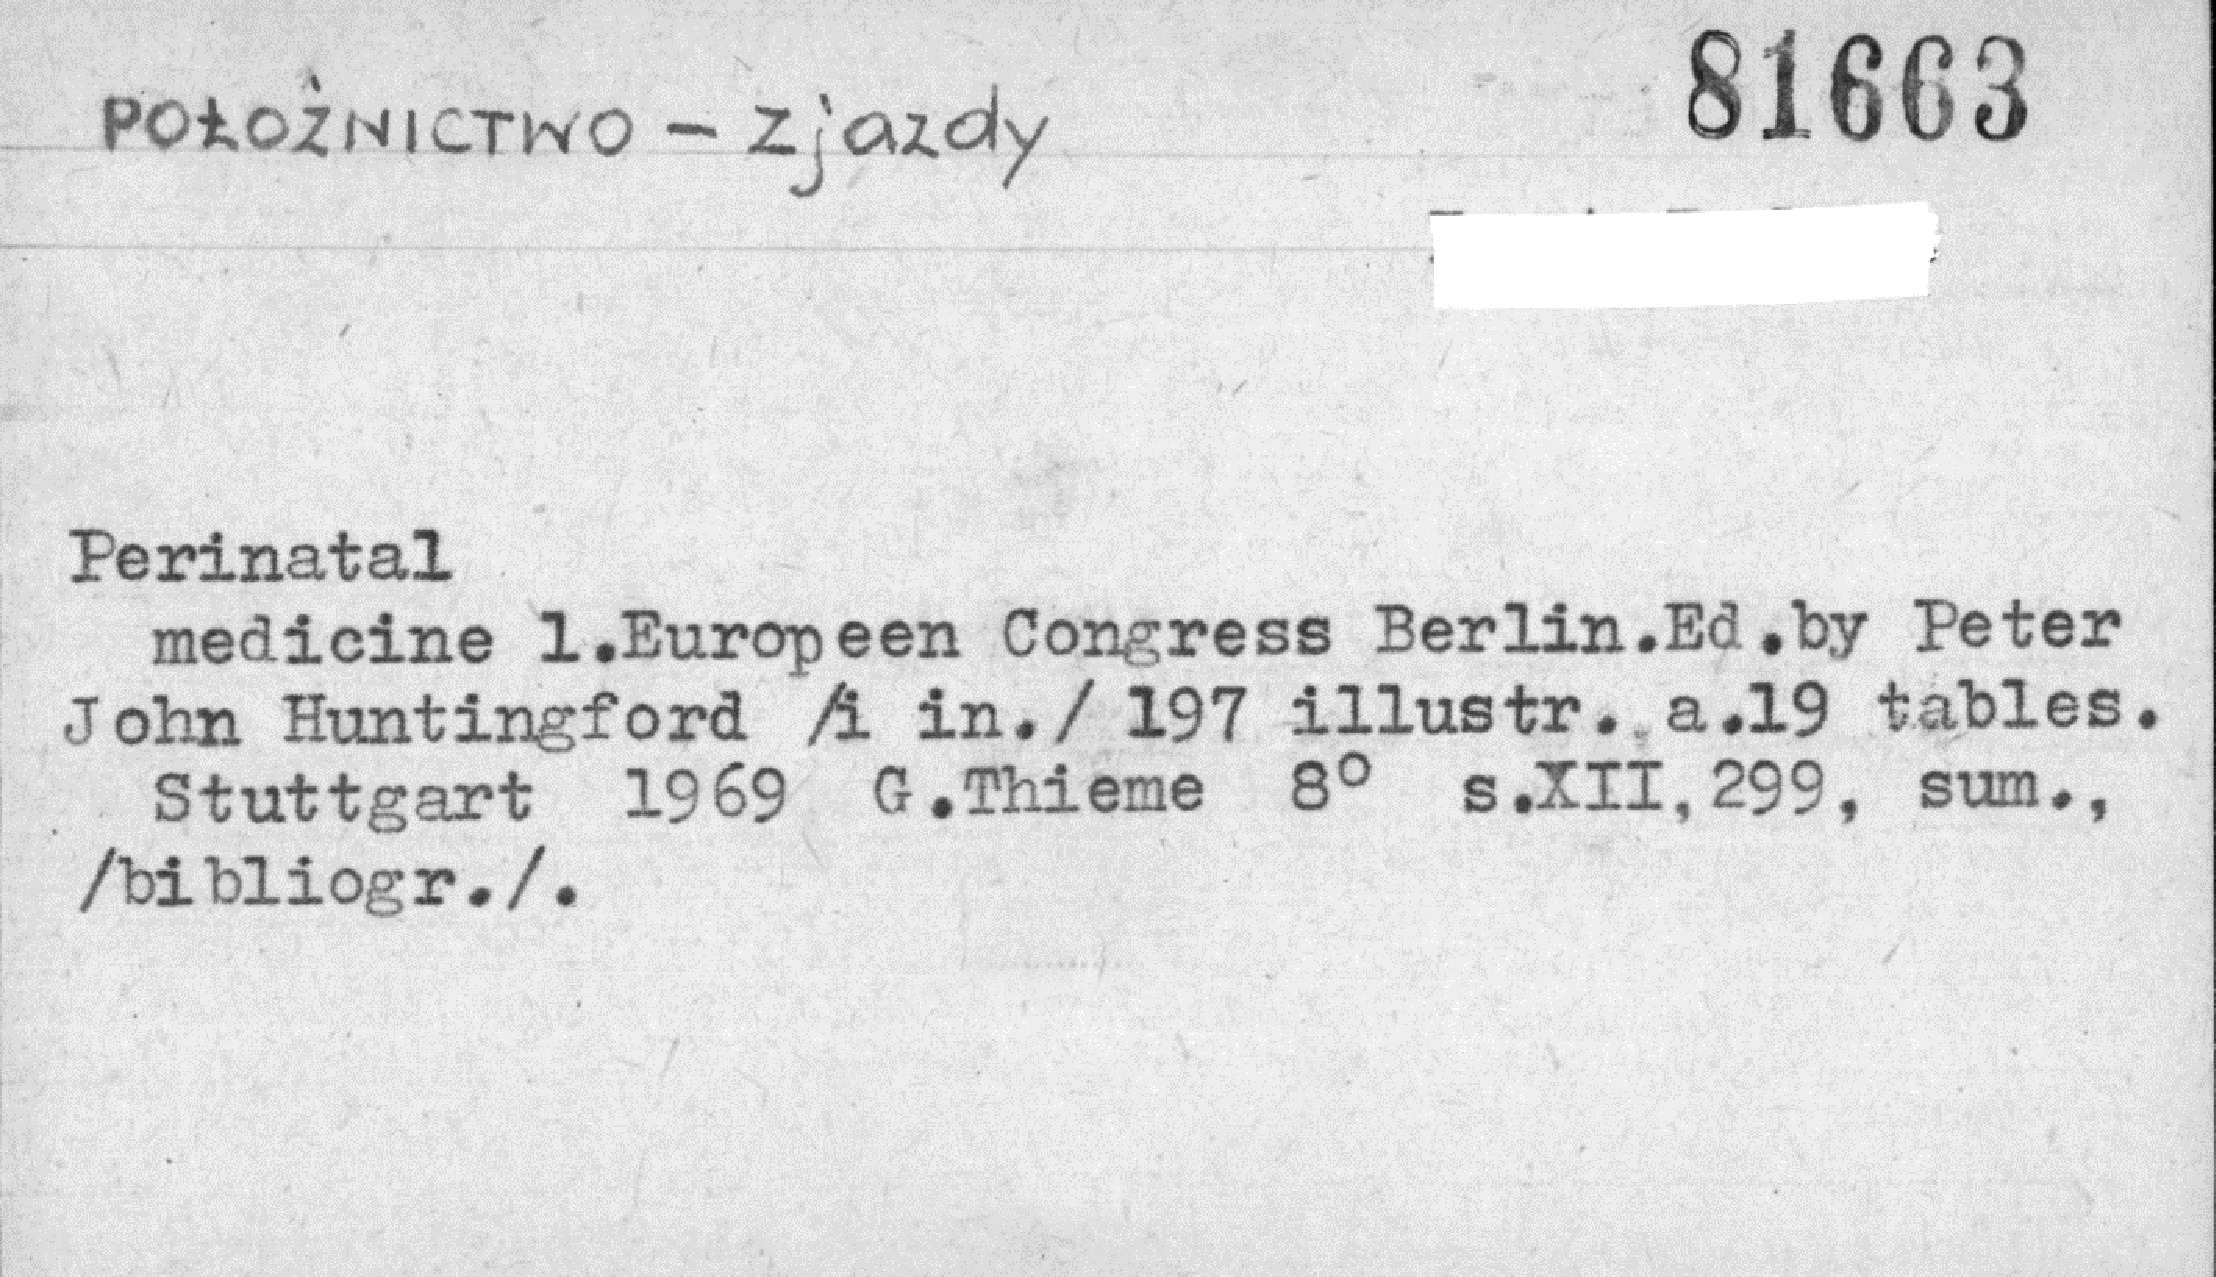 81663
POŁOŻNICTWO – Zjazdy
Perinatal
medicine 1.Europeen Congress Berlin.Ed.by Peter
John Huntingford /i in./ 197 illustr. a.19 tables.
Stuttgart 1969 G.Thieme 8° s.XII,299, sum.,
/bibliogr./.